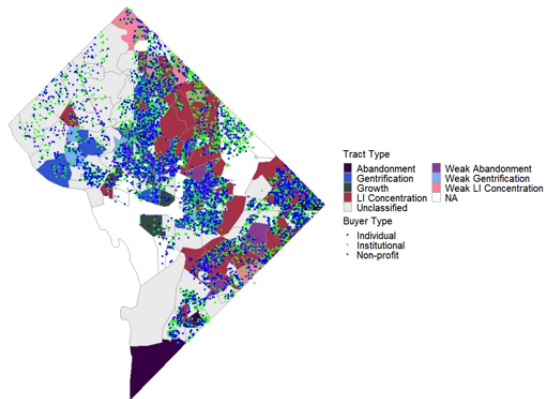 Tract Type
Abandonment Weak Abandonment
Gentrification Weak Gentrification
Growth Weak LI Concentration
LI Concentration NA
Unclassified
Buyer Type
Individual
Institutional
Non-profit